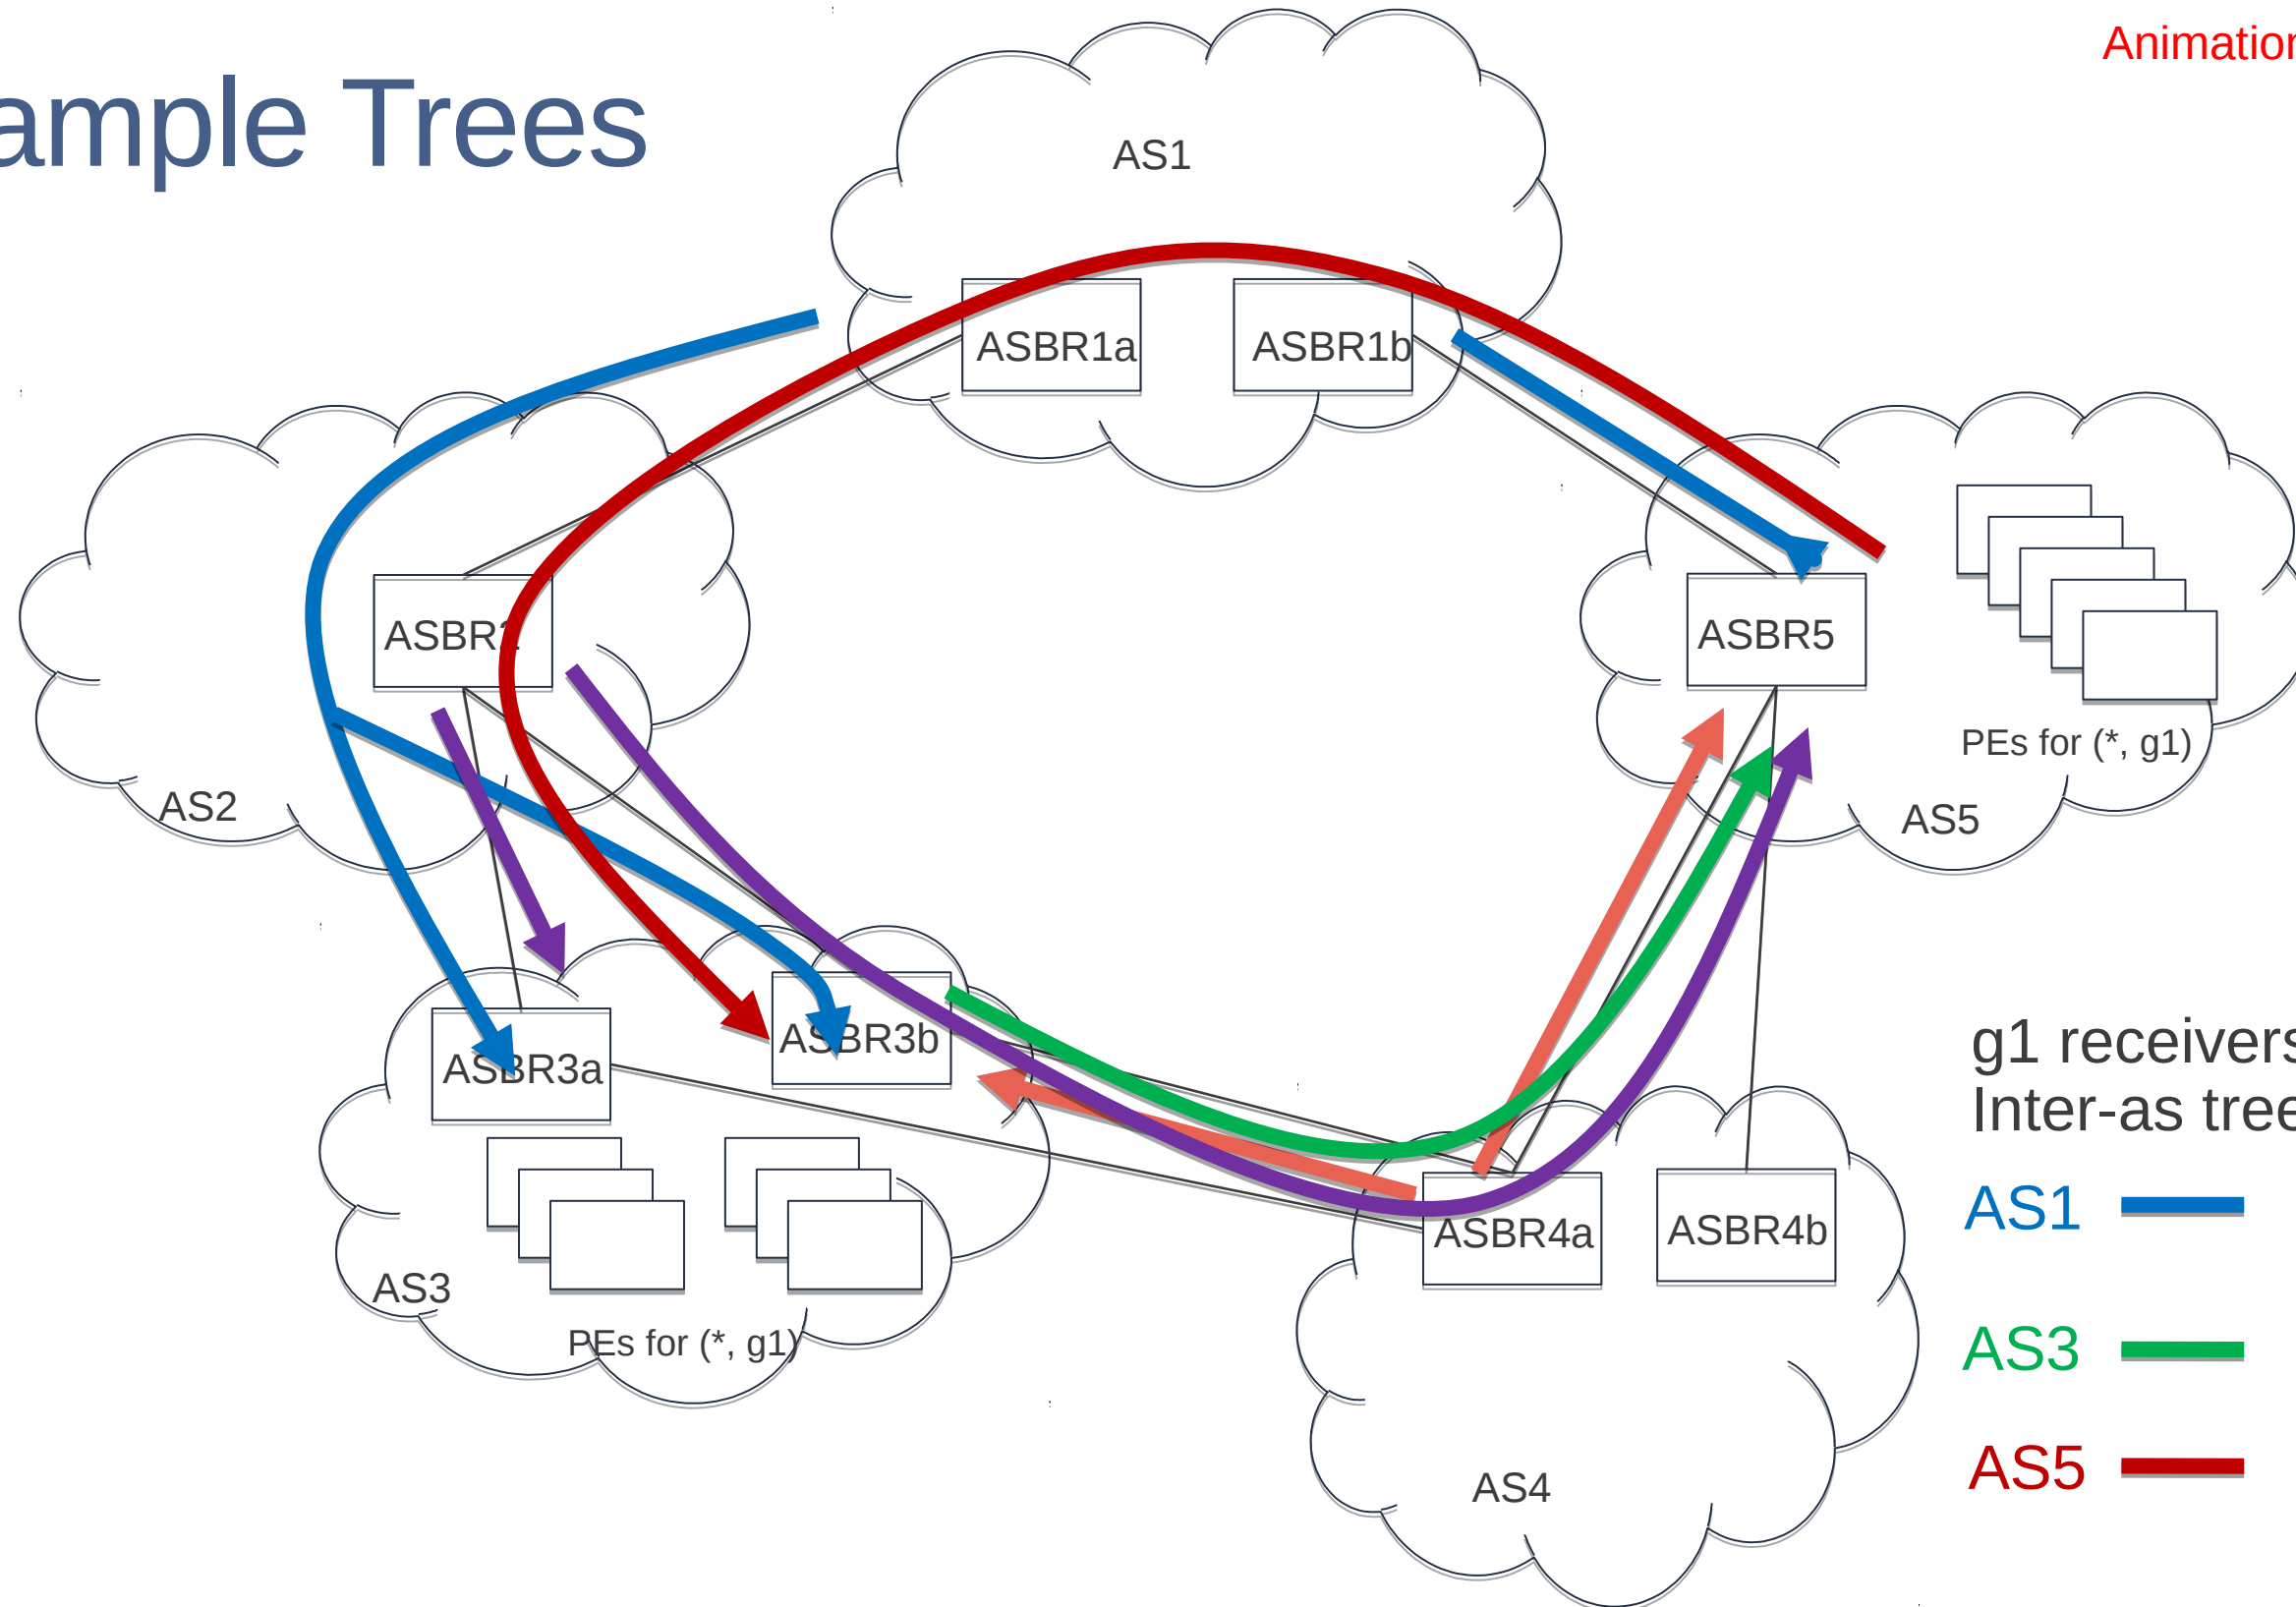 Animation
ample Trees
AS1
ASBR1a
ASBR1b
ASBR2
ASBR5
PEs for (*, g1)
AS2
AS5
ASBR3b
ASBR3a
g1 receivers
Inter-as tree
AS1
ASBR4a
ASBR4b
AS3
PEs for (*, g1)
AS3
AS5
AS4